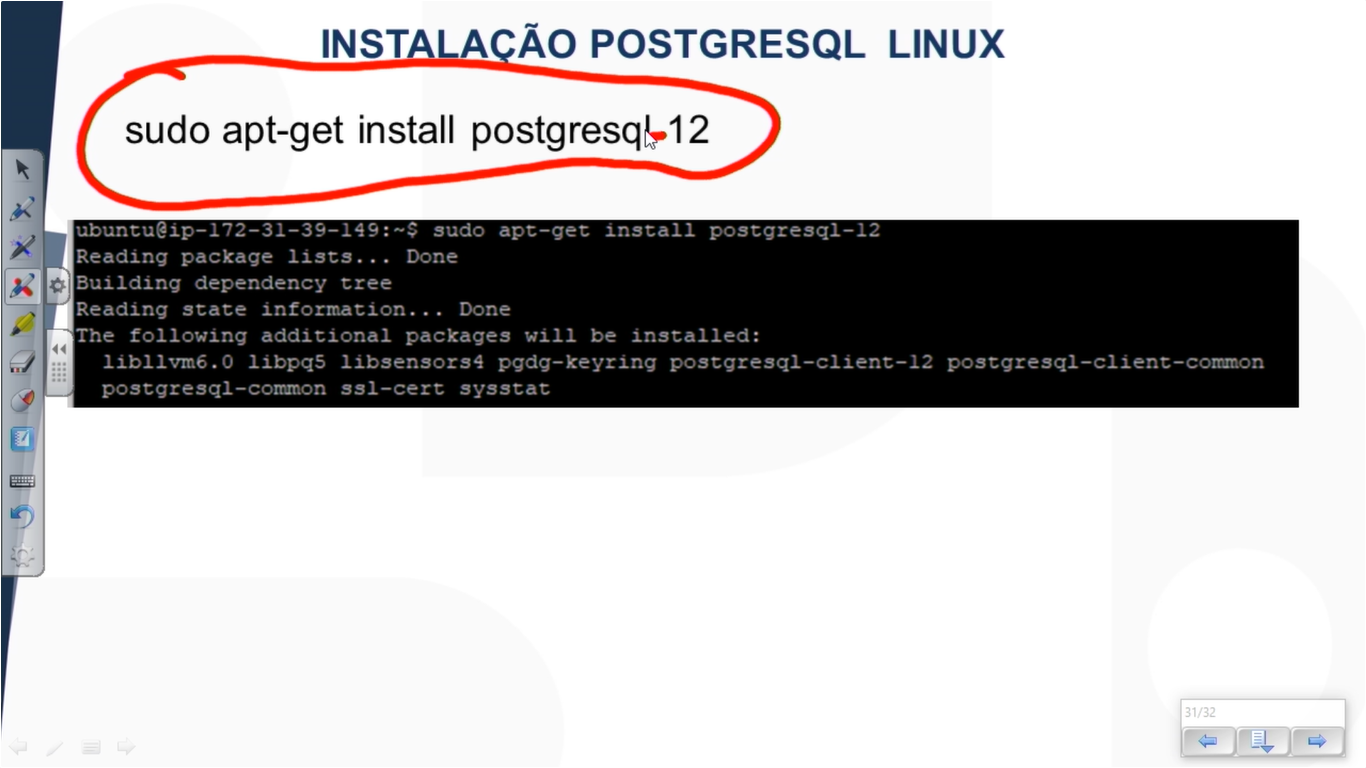 INSTALAÇÃO POSTGRESQL LINUX
sudo apt-get install postgresql-12
ubuntu@ip-172-31-39-149:~$ sudo apt-get install postgresql-12
Reading package lists... Done
Building dependency tree
Reading state information... Done
The following additional packages will be installed:
libllvm6.0 libpq5 libsensors4 pgdg-keyring postgresql-client-12 postgresql-client-common
postgresql-common ssl-cert sysstat
31/32